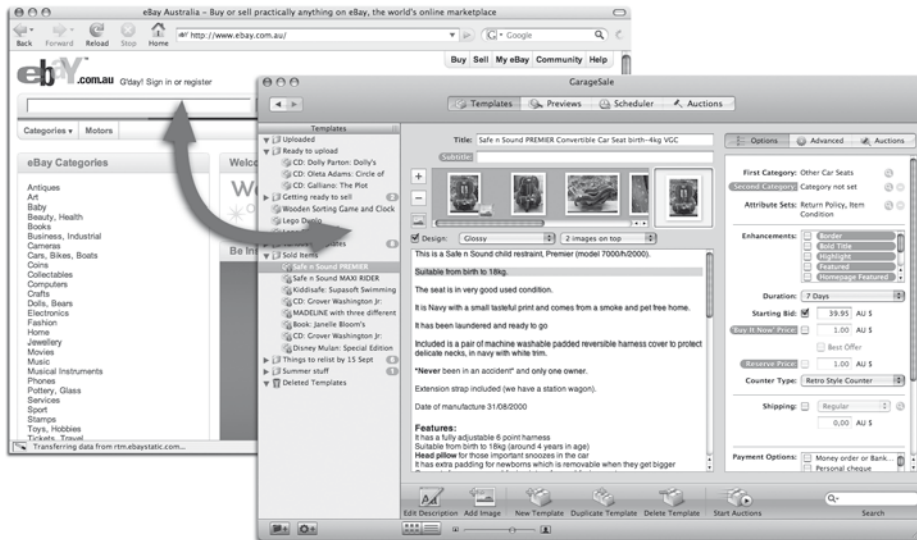 eBay Australia – Buy or sell practically anything on eBay, the world's online marketplace
Back Forward Reload Stop Home
http://www.ebay.com.au/
Google
Buy Sell My eBay Community Help
ebY™.com.au G'day! Sign in or register
Categories Motors
eBay Categories
Antiques
Art
Baby
Beauty, Health
Books
Business, Industrial
Cameras
Cars, Bikes, Boats
Coins
Collectables
Computers
Crafts
Dolls, Bears
Electronics
Fashion
Home
Jewellery
Movies
Music
Musical Instruments
Phones
Pottery, Glass
Services
Sport
Stamps
Toys, Hobbies
Tickets, Travel
Welco
Be In
Transferring data from rtm.ebaystatic.com...
GarageSale
Templates Previews Scheduler Auctions
Templates
Uploaded
Ready to upload
CD: Dolly Parton: Dolly's
CD: Oleta Adams: Circle of
CD: Galliano: The Plot
Getting ready to sell 3
Wooden Sorting Game and Clock
Lego Duplo
Sold Items
Safe n Sound PREMIER
Safe n Sound MAXI RIDER
Kiddisafe: Supasoft Swimming
CD: Grover Washington Jr:
MADELINE with three different
Book: Janelle Bloom's
CD: Grover Washington Jr:
Disney Mulan: Special Edition
Things to relist by 15 Sept
Summer stuff 1
Deleted Templates
Title: Safe n Sound PREMIER Convertible Car Seat birth-4kg VGC
Subtitle:
Design: Glossy 2 images on top
This is a Safe n Sound child restraint, Premier (model 7000/h/2000).
Suitable from birth to 18kg.
The seat is in very good used condition.
It is Navy with a small tasteful print and comes from a smoke and pet free home.
It has been laundered and ready to go
Included is a pair of machine washable padded reversible harness cover to protect
delicate necks, in navy with white trim.
*Never been in an accident* and only one owner.
Extension strap included (we have a station wagon).
Date of manufacture 31/08/2000
Features:
It has a fully adjustable 6 point harness
Suitable from birth to 18kg (around 4 years in age)
Head pillow for those important snoozes in the car
It has extra padding for newborns which is removable when they get bigger
Options Advanced Auctions
First Category: Other Car Seats
Second Category: Category not set
Attribute Sets: Return Policy, Item
Condition
Enhancements: Border
Bold Title
Highlight
Featured
Homepage Featured
Duration: 7 Days
Starting Bid: 39.95 AU $
Buy It Now' Price: 1.00 AU $
Best Offer
Reserve Price: 1.00 AU $
Counter Type: Retro Style Counter
Shipping: Regular
0,00 AU $
Payment Options: Money order or Bank...
Personal cheque
Edit Description Add Image New Template Duplicate Template Delete Template Start Auctions Search